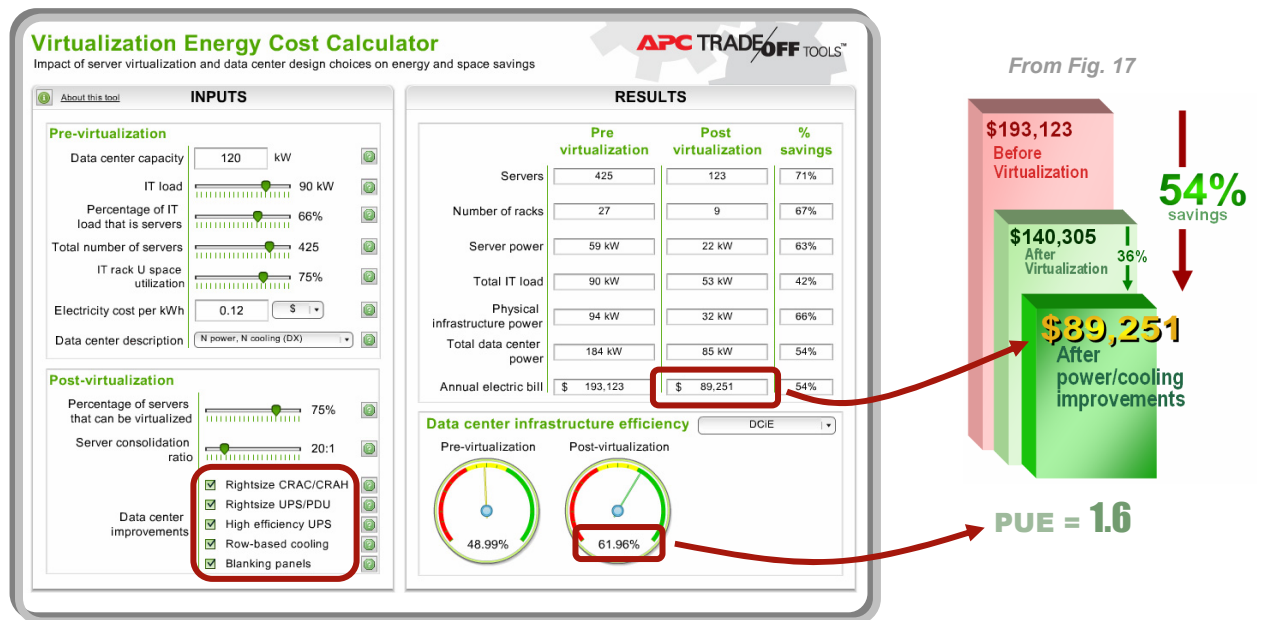 Virtualization Energy Cost Calculator
Impact of server virtualization and data center design choices on energy and space savings
APC TRADE/OFF TOOLS™
About this tool
INPUTS
Pre-virtualization
Data center capacity 120 kW
IT load 90 kW
Percentage of IT
load that is servers 66%
Total number of servers 425
IT rack U space
utilization 75%
Electricity cost per kWh 0.12 $
Data center description N power, N cooling (DX)
Post-virtualization
Percentage of servers
that can be virtualized 75%
Server consolidation
ratio 20:1
Data center
improvements
Rightsize CRAC/CRAH
Rightsize UPS/PDU
High efficiency UPS
Row-based cooling
Blanking panels
RESULTS
Pre virtualization Post virtualization % savings
Servers 425 123 71%
Number of racks 27 9 67%
Server power 59 kW 22 kW 63%
Total IT load 90 kW 53 kW 42%
Physical
infrastructure power 94 kW 32 kW 66%
Total data center
power 184 kW 85 kW 54%
Annual electric bill $ 193,123 $ 89,251 54%
Data center infrastructure efficiency DCiE
Pre-virtualization Post-virtualization
48.99% 61.96%
From Fig. 17
$193,123
Before
Virtualization
54%
savings
$140,305
After
Virtualization
36%
$89,251
After
power/cooling
improvements
PUE = 1.6